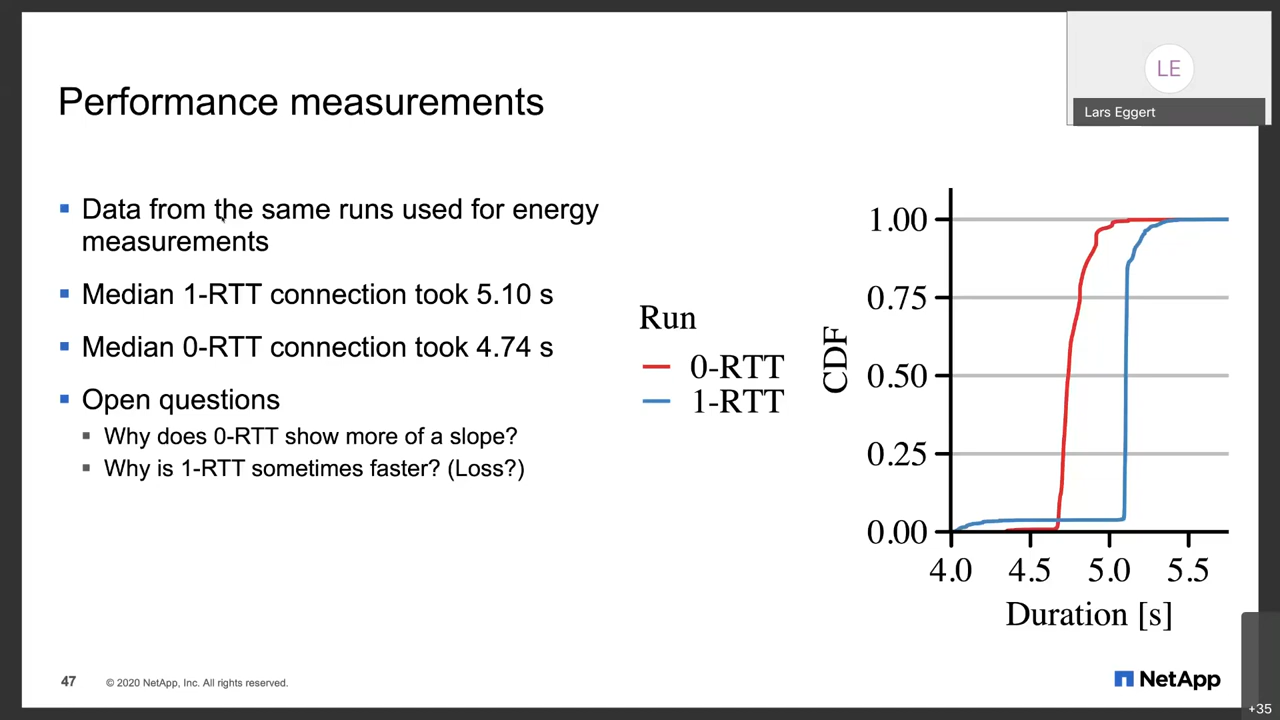 Performance measurements
LE
Lars Eggert
Data from the same runs used for energy
measurements
Median 1-RTT connection took 5.10 s
Median 0-RTT connection took 4.74 s
Open questions
Why does 0-RTT show more of a slope?
Why is 1-RTT sometimes faster? (Loss?)
Run
0-RTT
1-RTT
CDF
1.00
0.75
0.50
0.25
0.00
4.0 4.5 5.0 5.5
Duration [s]
47 © 2020 NetApp, Inc. All rights reserved.
NetApp
+35